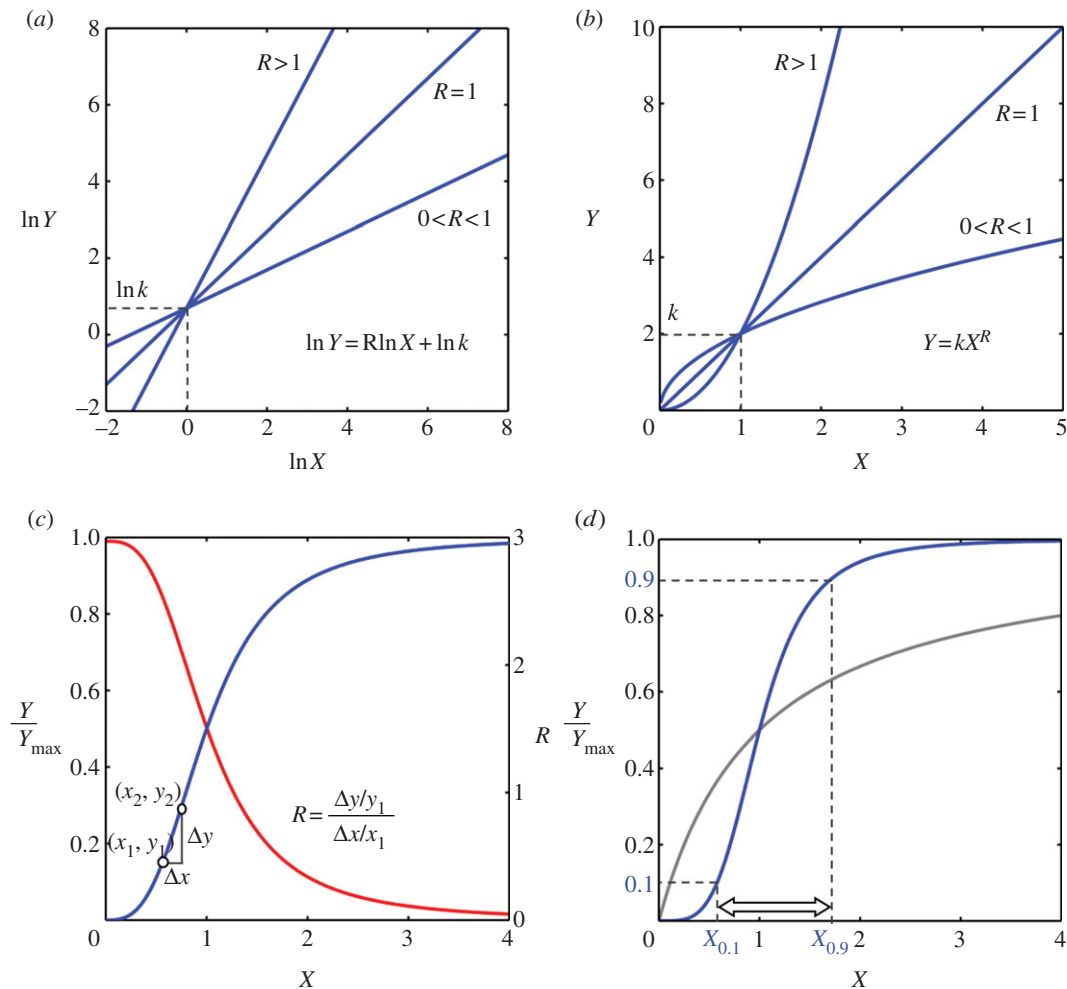 (a)
8
6
4
2
0
−2
ln Y
ln k
R > 1
R = 1
0 < R < 1
ln Y = R ln X + ln k
−2 0 2 4 6 8
ln X
(b)
10
8
6
4
2
Y
k
R > 1
R = 1
0 < R < 1
Y = kX^R
0 1 2 3 4 5
X
(c)
1.0
0.8
0.6
0.4
0.2
Y
Y_max
(x_2, y_2)
(x_1, y_1)
Δy
Δx
R = (Δy/y_1)/(Δx/x_1)
3
2
1
0
R
0 1 2 3 4
X
(d)
1.0
0.9
0.8
0.6
0.4
0.2
0.1
Y
Y_max
0 X_0.1 1 X_0.9 2 3 4
X